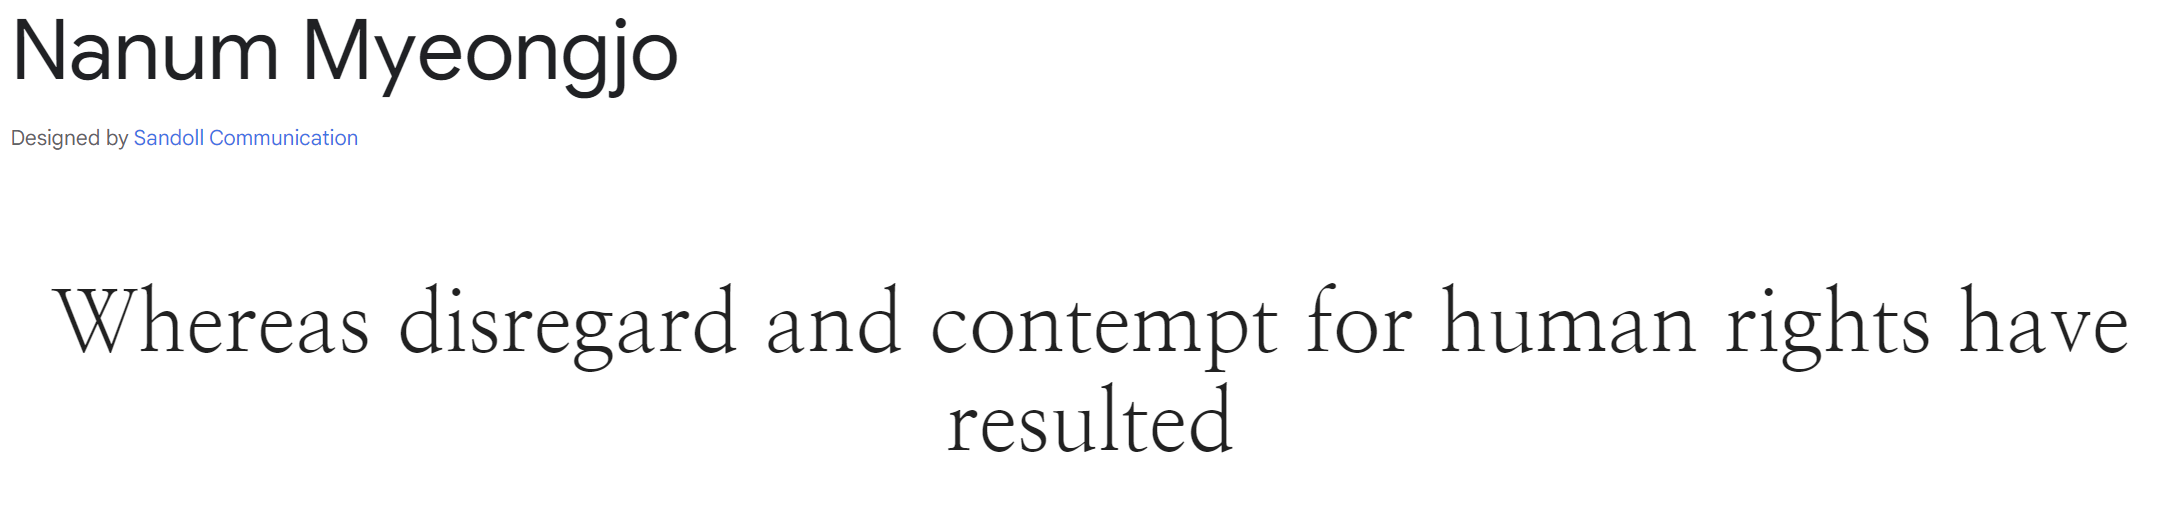 Nanum Myeongjo
Designed by Sandoll Communication
Whereas disregard and contempt for human rights have
resulted